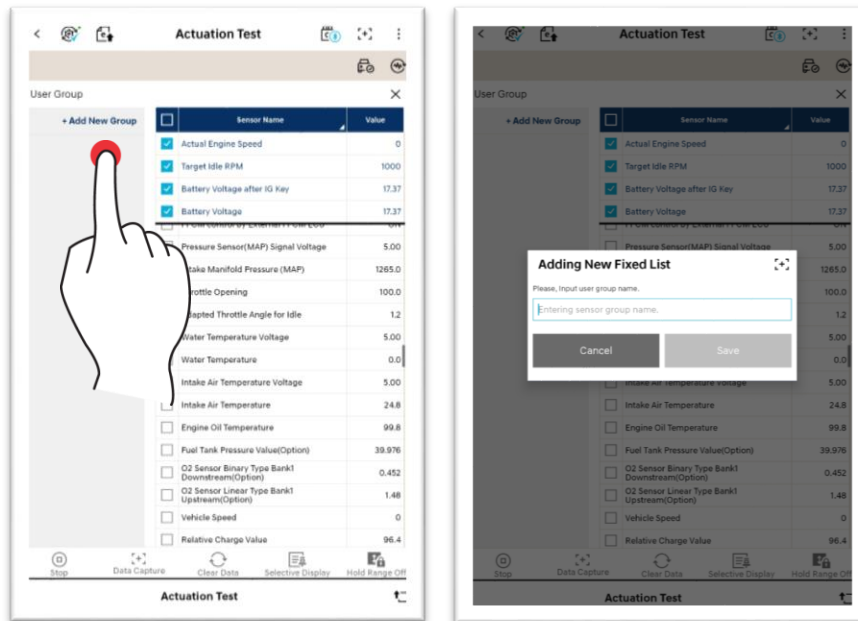 Actuation Test
User Group
+ Add New Group
Sensor Name Value
Actual Engine Speed 0
Target Idle RPM 1000
Battery Voltage after IG Key 17.37
Battery Voltage 17.37
Pressure Sensor(MAP) Signal Voltage 5.00
Intake Manifold Pressure (MAP) 1265.0
Throttle Opening 100.0
Adapted Throttle Angle for Idle 1.2
Water Temperature Voltage 5.00
Water Temperature 0.0
Intake Air Temperature Voltage 5.00
Intake Air Temperature 24.8
Engine Oil Temperature 99.8
Fuel Tank Pressure Value(Option) 39.976
O2 Sensor Binary Type Bank1
Downstream(Option) 0.452
O2 Sensor Linear Type Bank1
Upstream(Option) 1.48
Vehicle Speed 0
Relative Charge Value 96.4
Stop Data Capture Clear Data Selective Display Hold Range Off
Actuation Test
Actuation Test
User Group
+ Add New Group
Sensor Name Value
Actual Engine Speed 0
Target Idle RPM 1000
Battery Voltage after IG Key 17.37
Battery Voltage 17.37
Pressure Sensor(MAP) Signal Voltage 5.00
1265.0
Adding New Fixed List
Please, Input user group name.
Entering sensor group name.
Cancel Save
100.0
1.2
5.00
0.0
Intake Air Temperature Voltage 5.00
Intake Air Temperature 24.8
Engine Oil Temperature 99.8
Fuel Tank Pressure Value(Option) 39.976
O2 Sensor Binary Type Bank1
Downstream(Option) 0.452
O2 Sensor Linear Type Bank1
Upstream(Option) 1.48
Vehicle Speed 0
Relative Charge Value 96.4
Stop Data Capture Clear Data Selective Display Hold Range Off
Actuation Test